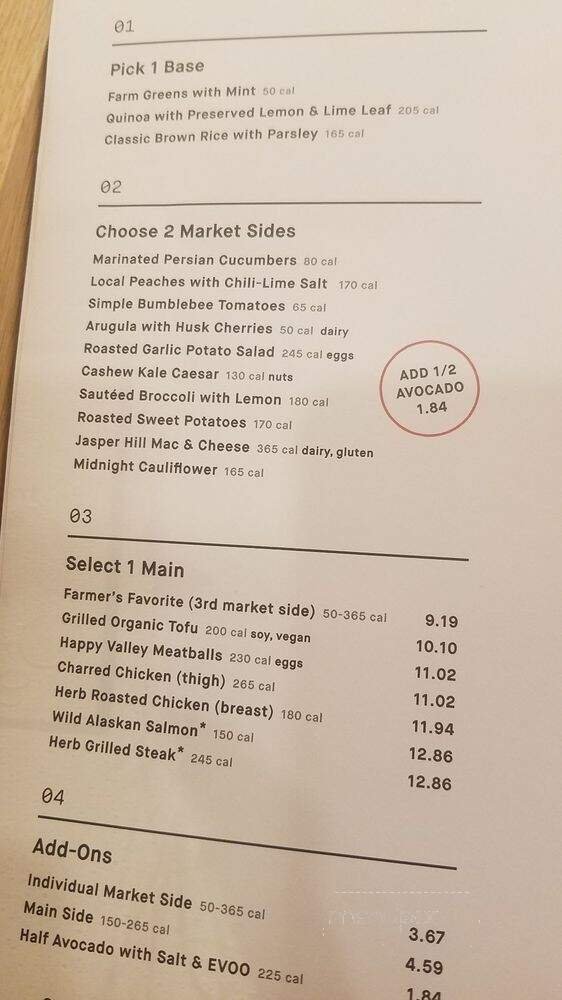 01
Pick 1 Base
Farm Greens with Mint 50 cal
Quinoa with Preserved Lemon & Lime Leaf 205 cal
Classic Brown Rice with Parsley 165 cal
02
Choose 2 Market Sides
Marinated Persian Cucumbers 80 cal
Local Peaches with Chili-Lime Salt 170 cal
Simple Bumblebee Tomatoes 65 cal
Arugula with Husk Cherries 50 cal dairy
Roasted Garlic Potato Salad 245 cal eggs
Cashew Kale Caesar 130 cal nuts
Sautéed Broccoli with Lemon 180 cal
Roasted Sweet Potatoes 170 cal
Jasper Hill Mac & Cheese 365 cal dairy, gluten
Midnight Cauliflower 165 cal
ADD 1/2
AVOCADO
1.84
03
Select 1 Main
Farmer's Favorite (3rd market side) 50-365 cal 9.19
Grilled Organic Tofu 200 cal soy, vegan 10.10
Happy Valley Meatballs 230 cal eggs 11.02
Charred Chicken (thigh) 265 cal 11.02
Herb Roasted Chicken (breast) 180 cal 11.94
Wild Alaskan Salmon* 150 cal 12.86
Herb Grilled Steak* 245 cal 12.86
04
Add-Ons
Individual Market Side 50-365 cal 3.67
Main Side 150-265 cal 4.59
Half Avocado with Salt & EVOO 225 cal 1.84